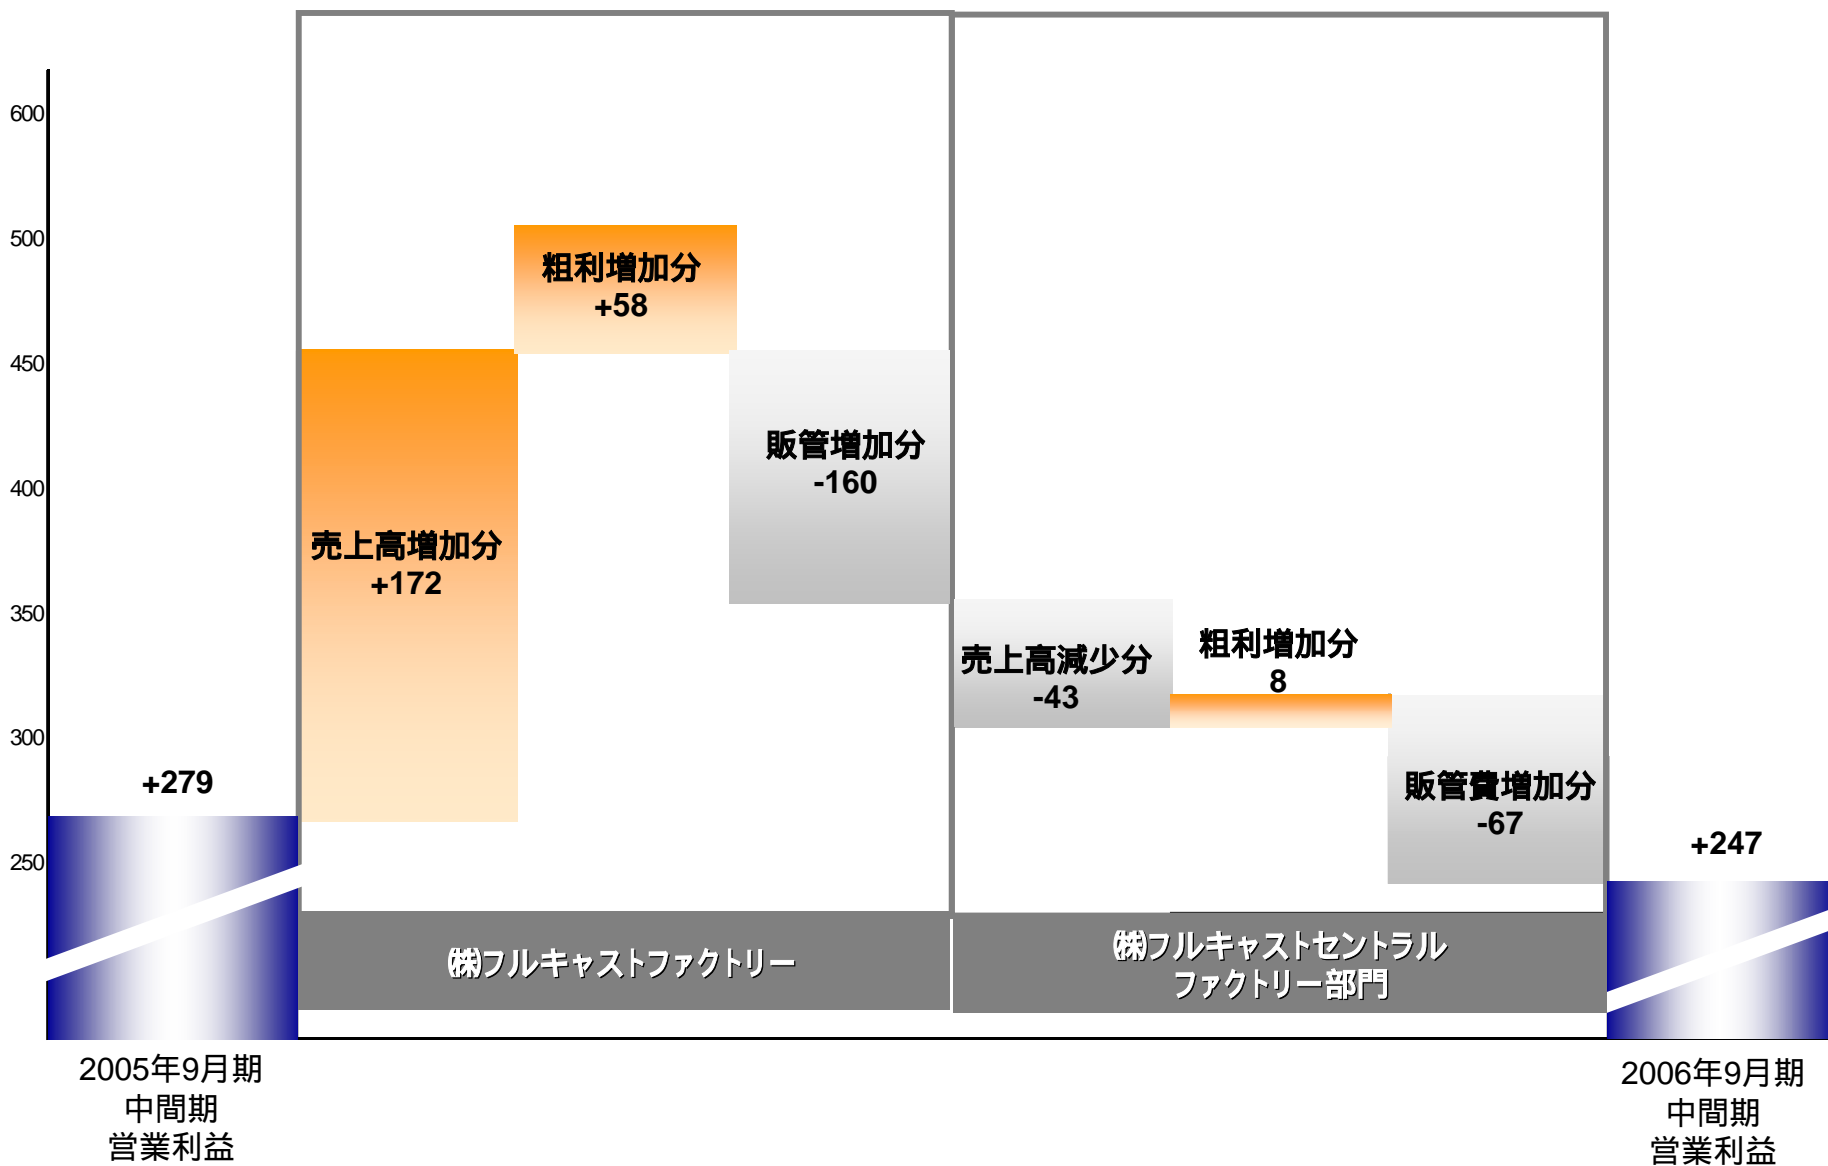 600
500
450
400
350
300
250
+279
売上高増加分
+172
粗利増加分
+58
販管増加分
-160
売上高減少分
-43
粗利増加分
8
販管費増加分
-67
+247
㈱フルキャストファクトリー
㈱フルキャストセントラル
ファクトリー部門
2005年9月期
中間期
営業利益
2006年9月期
中間期
営業利益